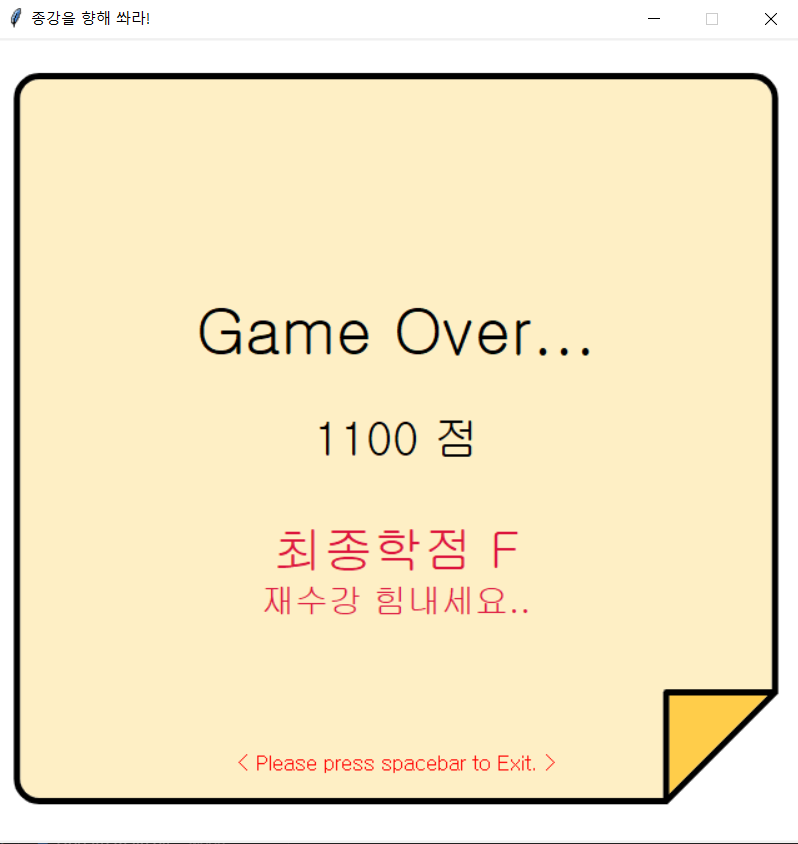 종강을 향해 쏴라!
Game Over...
1100 점
최종학점 F
재수강 힘내세요..
< Please press spacebar to Exit. >